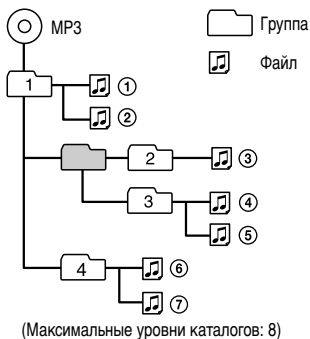 MP3
Группа
Файл
1
①
②
2
③
3
④
⑤
4
⑥
⑦
(Максимальные уровни каталогов: 8)